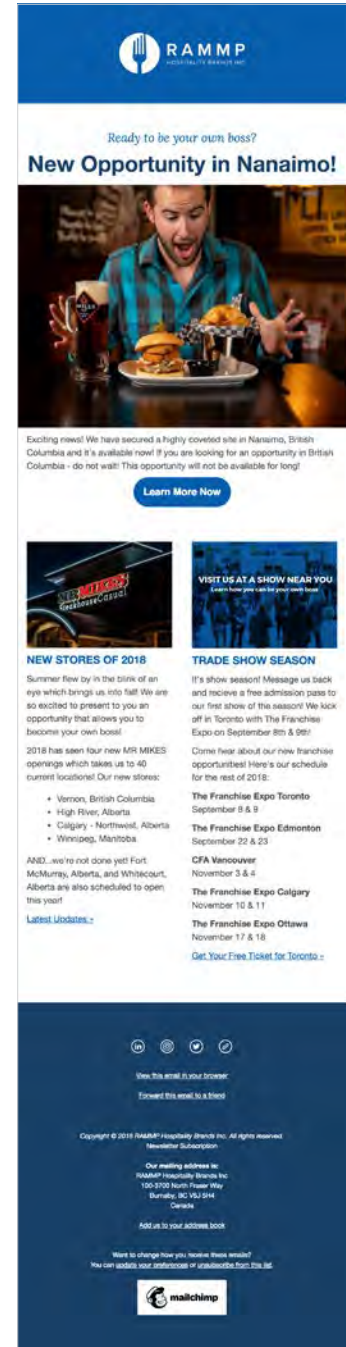 RAMMP
HOSPITALITY BRANDS INC
Ready to be your own boss?
New Opportunity in Nanaimo!
Exciting news! We have secured a highly coveted site in Nanaimo, British
Columbia and it's available now! If you are looking for an opportunity in British
Columbia - do not wait! This opportunity will not be available for long!
Learn More Now
MR MIKES
SteakhouseCasual
NEW STORES OF 2018
Summer flew by in the blink of an
eye which brings us into fall! We are
so excited to present to you an
opportunity that allows you to
become your own boss!
2018 has seen four new MR MIKES
openings which takes us to 40
current locations! Our new stores:
• Vernon, British Columbia
• High River, Alberta
• Calgary - Northwest, Alberta
• Winnipeg, Manitoba
AND...we're not done yet! Fort
McMurray, Alberta, and Whitecourt,
Alberta are also scheduled to open
this year!
Latest Updates »
VISIT US AT A SHOW NEAR YOU
Learn how you can be your own boss
TRADE SHOW SEASON
It's show season! Message us back
and recieve a free admission pass to
our first show of the season! We kick
off in Toronto with The Franchise
Expo on September 8th & 9th!
Come hear about our new franchise
opportunities! Here's our schedule
for the rest of 2018:
The Franchise Expo Toronto
September 8 & 9
The Franchise Expo Edmonton
September 22 & 23
CFA Vancouver
November 3 & 4
The Franchise Expo Calgary
November 10 & 11
The Franchise Expo Ottawa
November 17 & 18
Get Your Free Ticket for Toronto »
View this email in your browser
Forward this email to a friend
Copyright © 2018 RAMMP Hospitality Brands Inc. All rights reserved.
Newsletter Subscription
Our mailing address is:
RAMMP Hospitality Brands Inc
100-3700 North Fraser Way
Burnaby, BC V5J 5H4
Canada
Add us to your address book
Want to change how you receive these emails?
You can update your preferences or unsubscribe from this list.
mailchimp